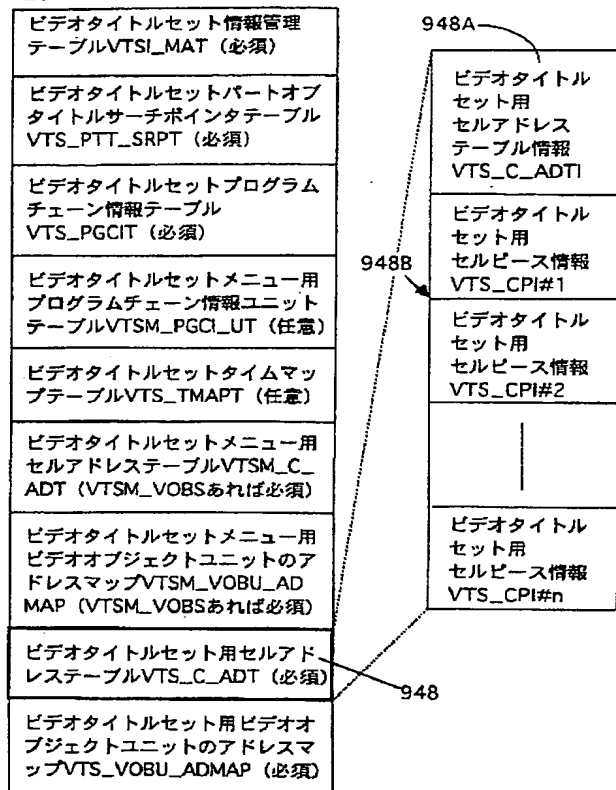 ビデオタイトルセット情報管理
テーブルVTSI_MAT（必須）
ビデオタイトルセットパートオブ
タイトルサーチポインタテーブル
VTS_PTT_SRPT（必須）
ビデオタイトルセットプログラム
チェーン情報テーブル
VTS_PGCIT（必須）
ビデオタイトルセットメニュー用
プログラムチェーン情報ユニット
テーブルVTSM_PGCI_UT（任意）
ビデオタイトルセットタイムマッ
プテーブルVTS_TMAPT（任意）
ビデオタイトルセットメニュー用
セルアドレステーブルVTSM_C_
ADT（VTSM_VOBSあれば必須）
ビデオタイトルセットメニュー用
ビデオオブジェクトユニットのア
ドレスマップVTSM_VOBU_AD
MAP（VTSM_VOBSあれば必須）
ビデオタイトルセット用セルアド
レステーブルVTS_C_ADT（必須）
ビデオタイトルセット用ビデオオ
ブジェクトユニットのアドレスマ
ップVTS_VOBU_ADMAP（必須）
948
948A
ビデオタイトル
セット用
セルアドレス
テーブル情報
VTS_C_ADTI
948B
ビデオタイトル
セット用
セルピース情報
VTS_CPI#1
ビデオタイトル
セット用
セルピース情報
VTS_CPI#2
ビデオタイトル
セット用
セルピース情報
VTS_CPI#n